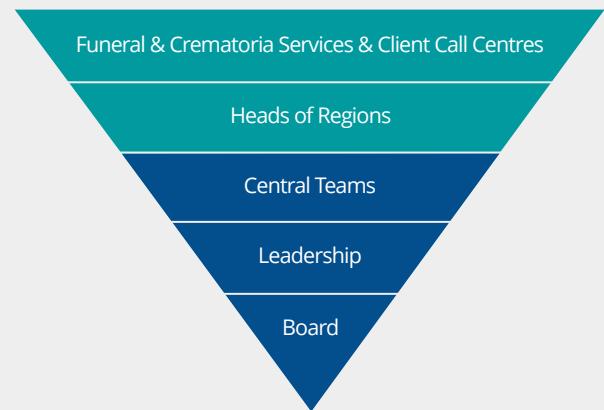 Funeral & Crematoria Services & Client Call Centres
Heads of Regions
Central Teams
Leadership
Board